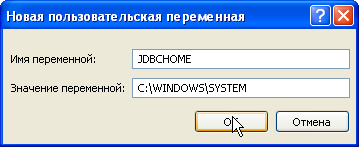 Новая пользовательская переменная
Имя переменной: JDBCHOME
Значение переменной: C:\WINDOWS\SYSTEM
Отмена